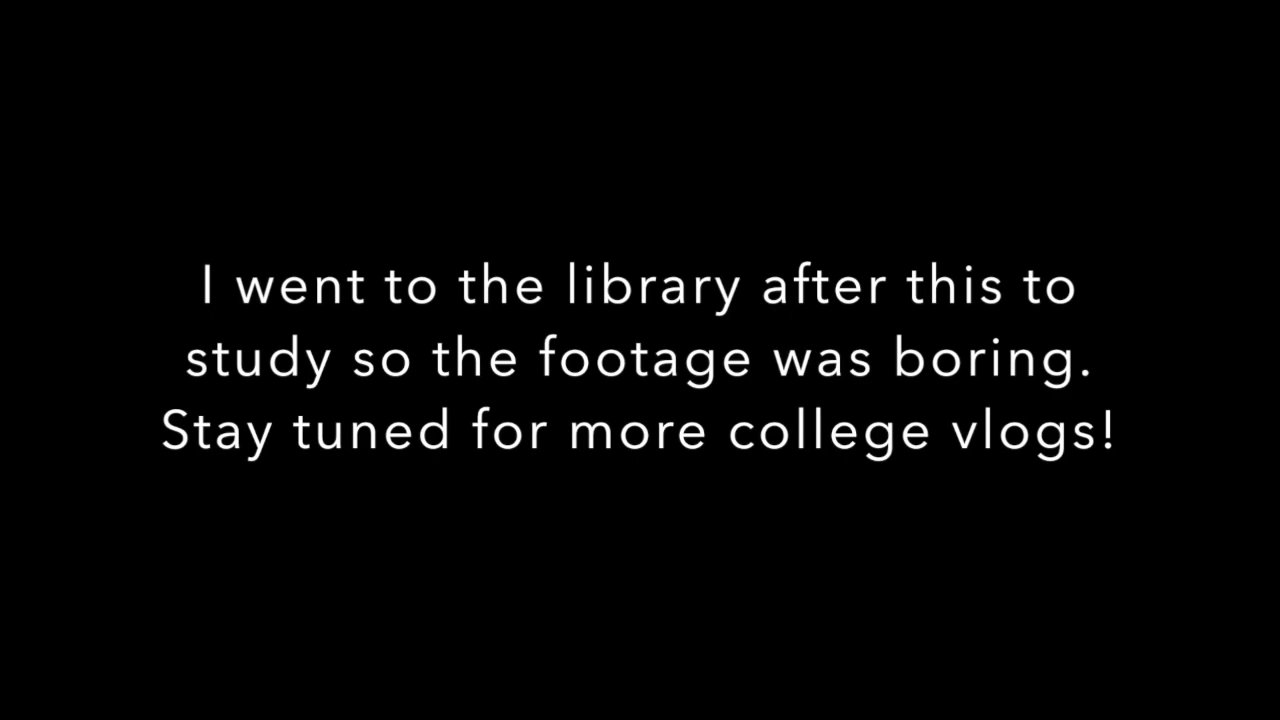 I went to the library after this to
study so the footage was boring.
Stay tuned for more college vlogs!